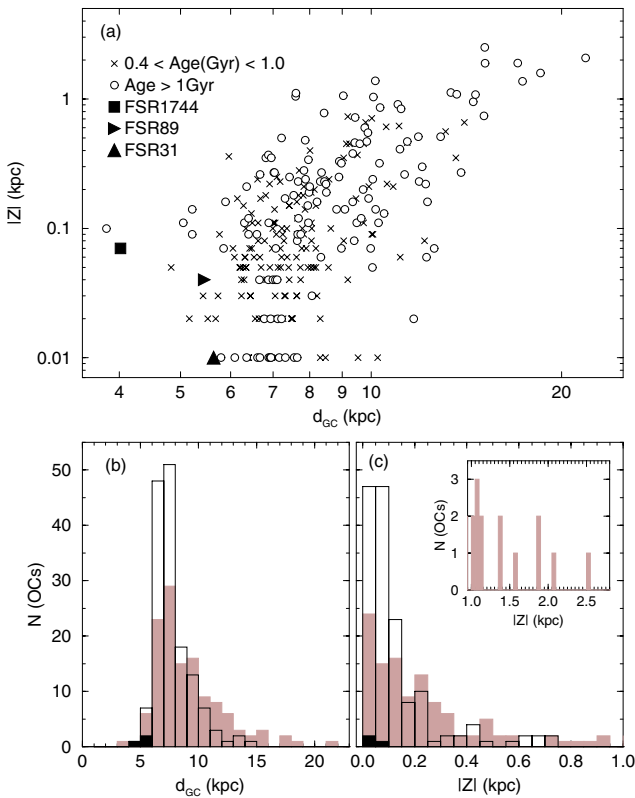 (a)
0.4 < Age(Gyr) < 1.0
Age > 1Gyr
FSR1744
FSR89
FSR31
|Z| (kpc)
1
0.1
0.01
4 5 6 7 8 9 10 20
d_GC (kpc)
(b)
N (OCs)
50
40
30
20
10
0
0 5 10 15 20
d_GC (kpc)
(c)
0.0 0.2 0.4 0.6 0.8 1.0
|Z| (kpc)
N (OCs)
3
2
1
0
1.0 1.5 2.0 2.5
|Z| (kpc)